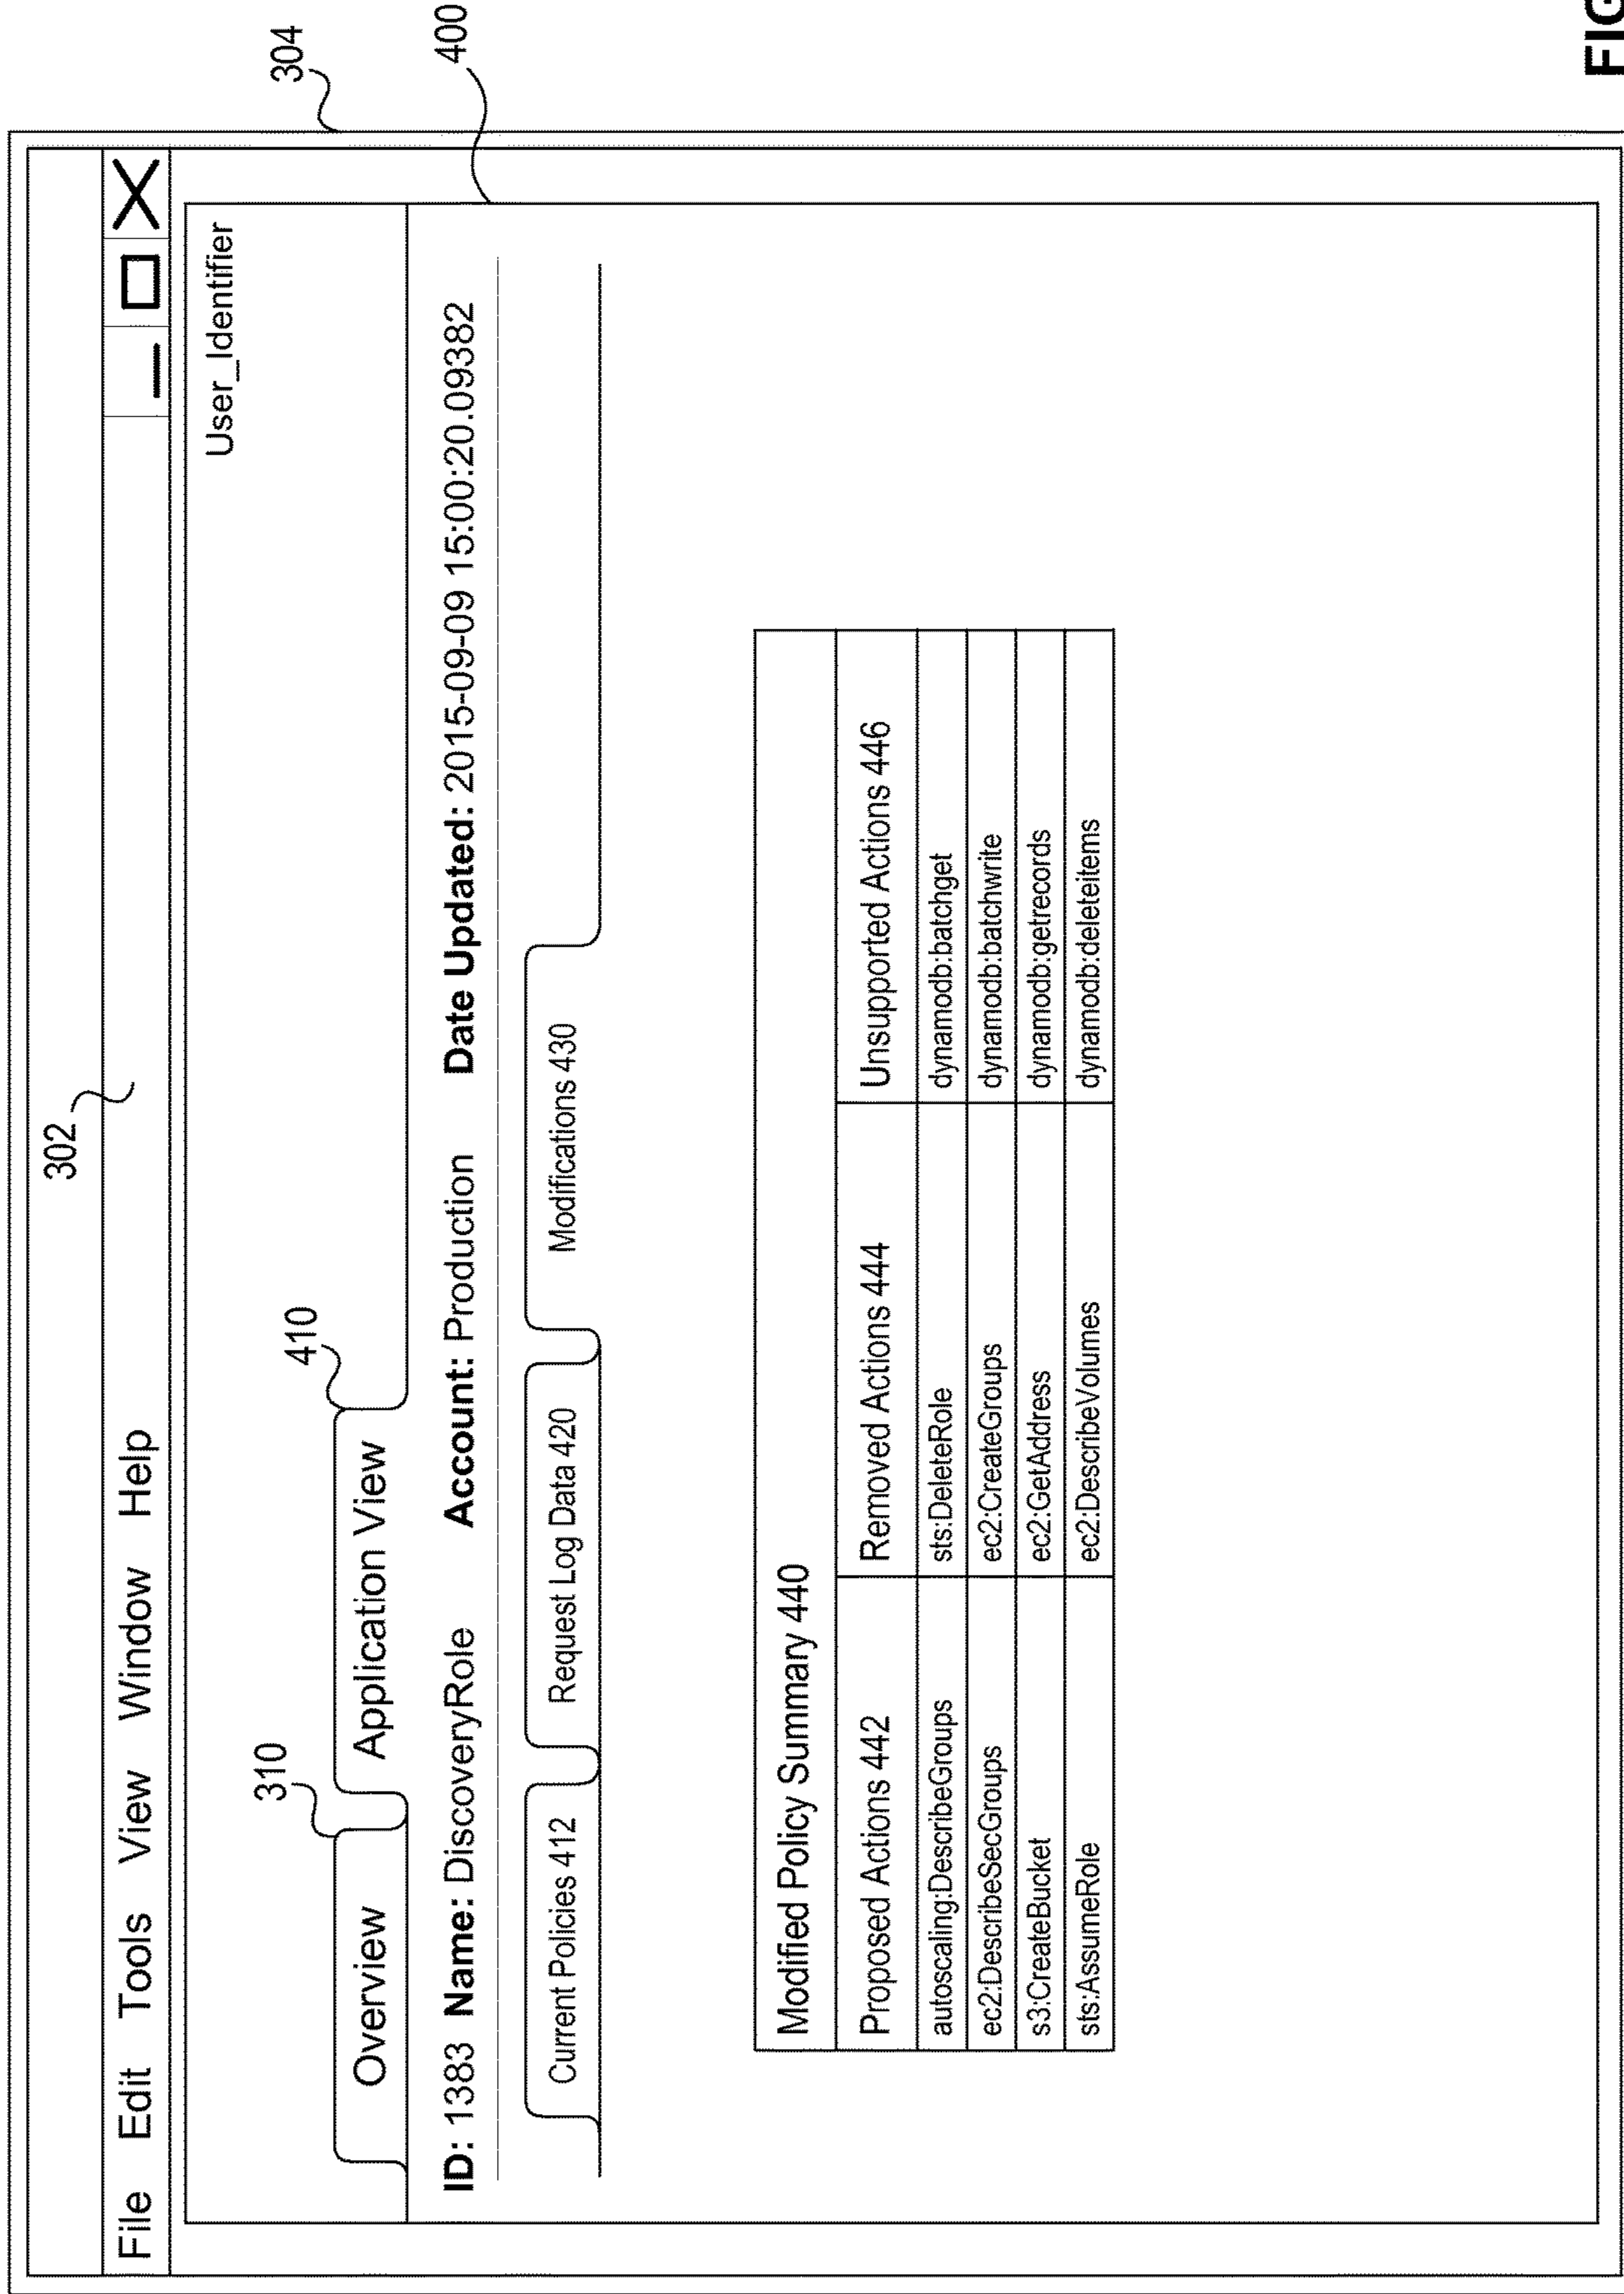 302
File Edit Tools View Window Help
304
User_Identifier
310
410
Overview Application View
400
ID: 1383 Name: DiscoveryRole Account: Production Date Updated: 2015-09-09 15:00:20.09382
Current Policies 412 Request Log Data 420 Modifications 430
Modified Policy Summary 440
Proposed Actions 442 Removed Actions 444 Unsupported Actions 446
autoscaling:DescribeGroups sts:DeleteRole dynamodb:batchget
ec2:DescribeSecGroups ec2:CreateGroups dynamodb:batchwrite
s3:CreateBucket ec2:GetAddress dynamodb:getrecords
sts:AssumeRole ec2:DescribeVolumes dynamodb:deleteitems